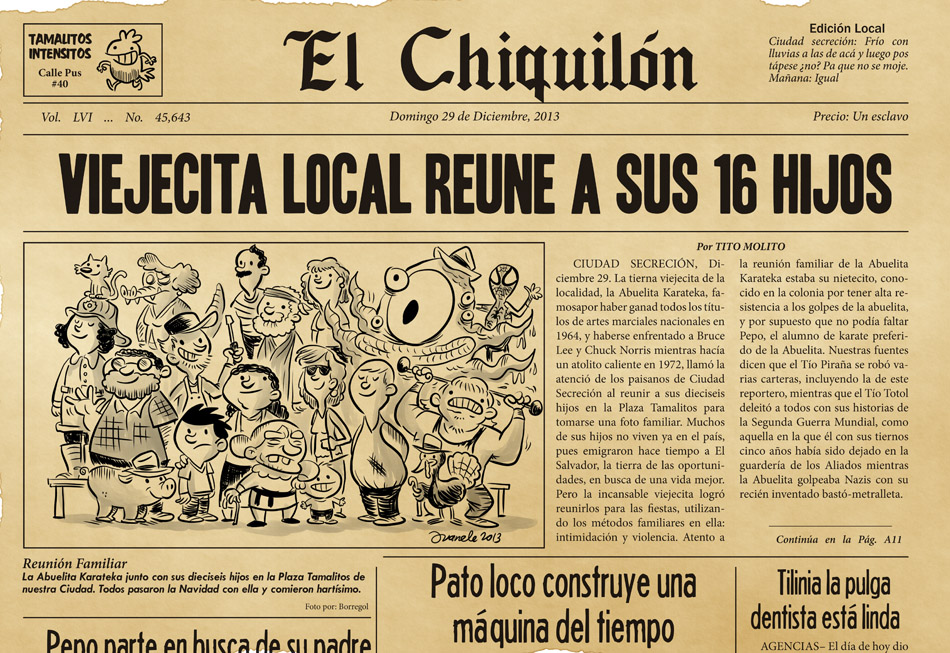 TAMALITOS
INTENSITOS
Calle Pus
#40
El Chiquilón
Edición Local
Ciudad secreción: Frío con
lluvias a las de acá y luego pos
tápese ¿no? Pa que no se moje.
Mañana: Igual
Vol. LVI ... No. 45,643
Domingo 29 de Diciembre, 2013
Precio: Un esclavo
VIEJECITA LOCAL REUNE A SUS 16 HIJOS
Juanele 2013
Reunión Familiar
La Abuelita Karateka junto con sus dieciseis hijos en la Plaza Tamalitos de
nuestra Ciudad. Todos pasaron la Navidad con ella y comieron hartísimo.
Foto por: Borregol
Por TITO MOLITO
CIUDAD SECRECIÓN, Di-
ciembre 29. La tierna viejecita de la
localidad, la Abuelita Karateka, fa-
mosapor haber ganad todos los títu-
los de artes marciales nacionales en
1964, y haberse enfrentado a Bruce
Lee y Chuck Norris mientras hacía
un atolito caliente en 1972, llamó la
atenció de los paisanos de Ciudad
Secreción al reunir a sus dieciseis
hijos en la Plaza Tamalitos para
tomarse una foto familiar. Muchos
de sus hijos no viven ya en el país,
pues emigraron hace tiempo a El
Salvador, la tierra de las oportuni-
dades, en busca de una vida mejor.
Pero la incansable viejecita logró
reunirlos para las fiestas, utilizan-
do los métodos familiares en ella:
intimidación y violencia. Atento a
la reunión familiar de la Abuelita
Karateka estaba su nietecito, cono-
cido en la colonia por tener alta re-
sistencia a los golpes de la abuelita,
y por supuesto que no podía faltar
Pepo, el alumno de karate preferi-
do de la Abuelita. Nuestras fuentes
dicen que el Tío Piraña se robó va-
rias carteras, incluyendo la de este
reportero, mientras que el Tío Totol
deleitó a todos con sus historias de
la Segunda Guerra Mundial, como
aquella en la que él con sus tiernos
cinco años había sido dejado en la
guardería de los Aliados mientras
la Abuelita golpeaba Nazis con su
recién inventado bastó-metralleta.
Continúa en la Pág. A11
Pepo parte en busca de su padre
Pato loco construye una
máquina del tiempo
Tilinia la pulga
dentista está linda
AGENCIAS– El día de hoy dio